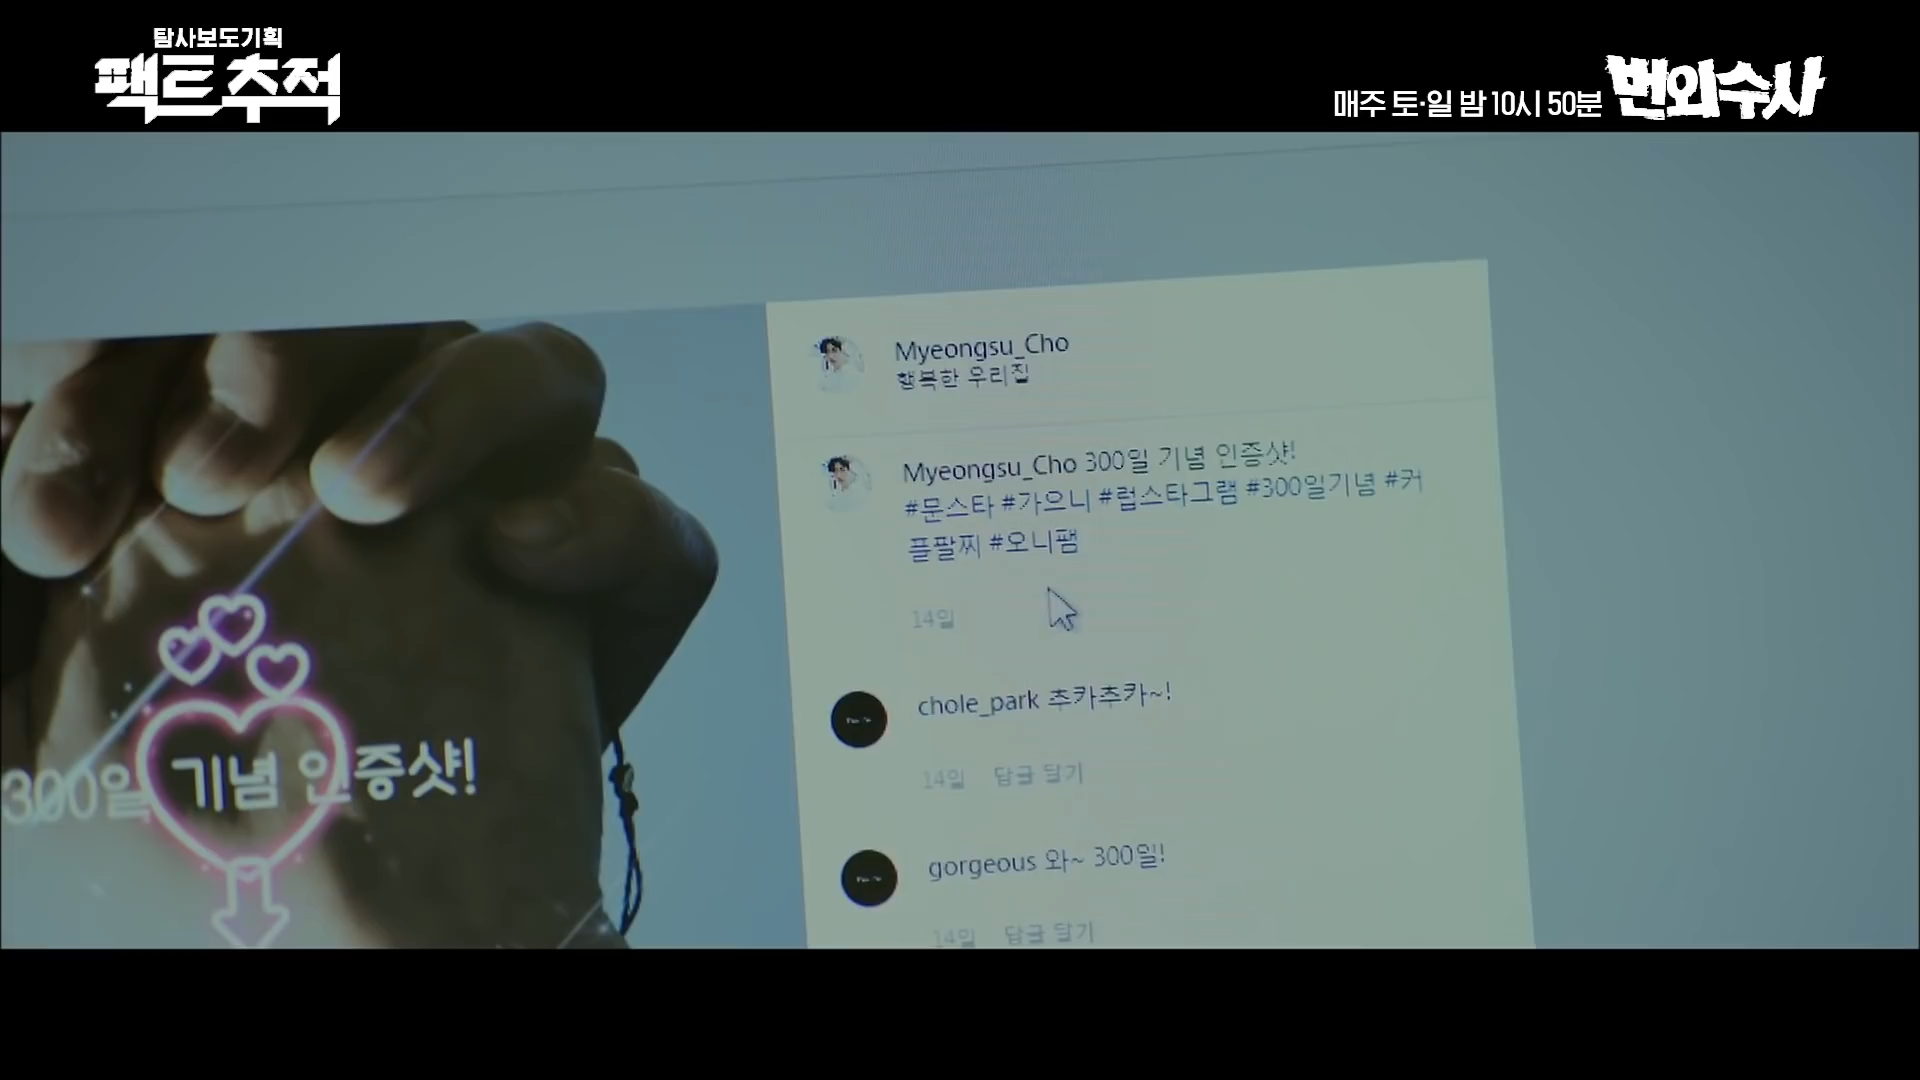 탐사보도기획
팩트추적
매주 토·일 밤 10시 50분 번외수사
Myeongsu_Cho
행복한 우리집
Myeongsu_Cho 300일 기념 인증샷!
#문스타 #가으니 #럽스타그램 #300일기념 #커
플팔찌 #오니팸
14일
chole_park 추카추카~!
14일 답글 달기
gorgeous 와~ 300일!
14일 답글 달기
300일 기념 인증샷!